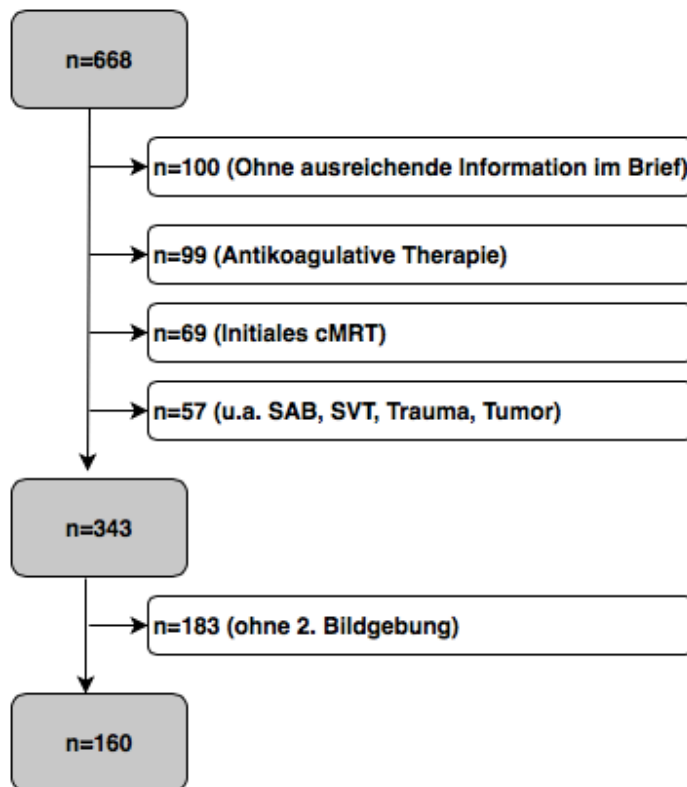 n=668
n=100 (Ohne ausreichende Information im Brief)
n=99 (Antikoagulative Therapie)
n=69 (Initiales cMRT)
n=57 (u.a. SAB, SVT, Trauma, Tumor)
n=343
n=183 (ohne 2. Bildgebung)
n=160